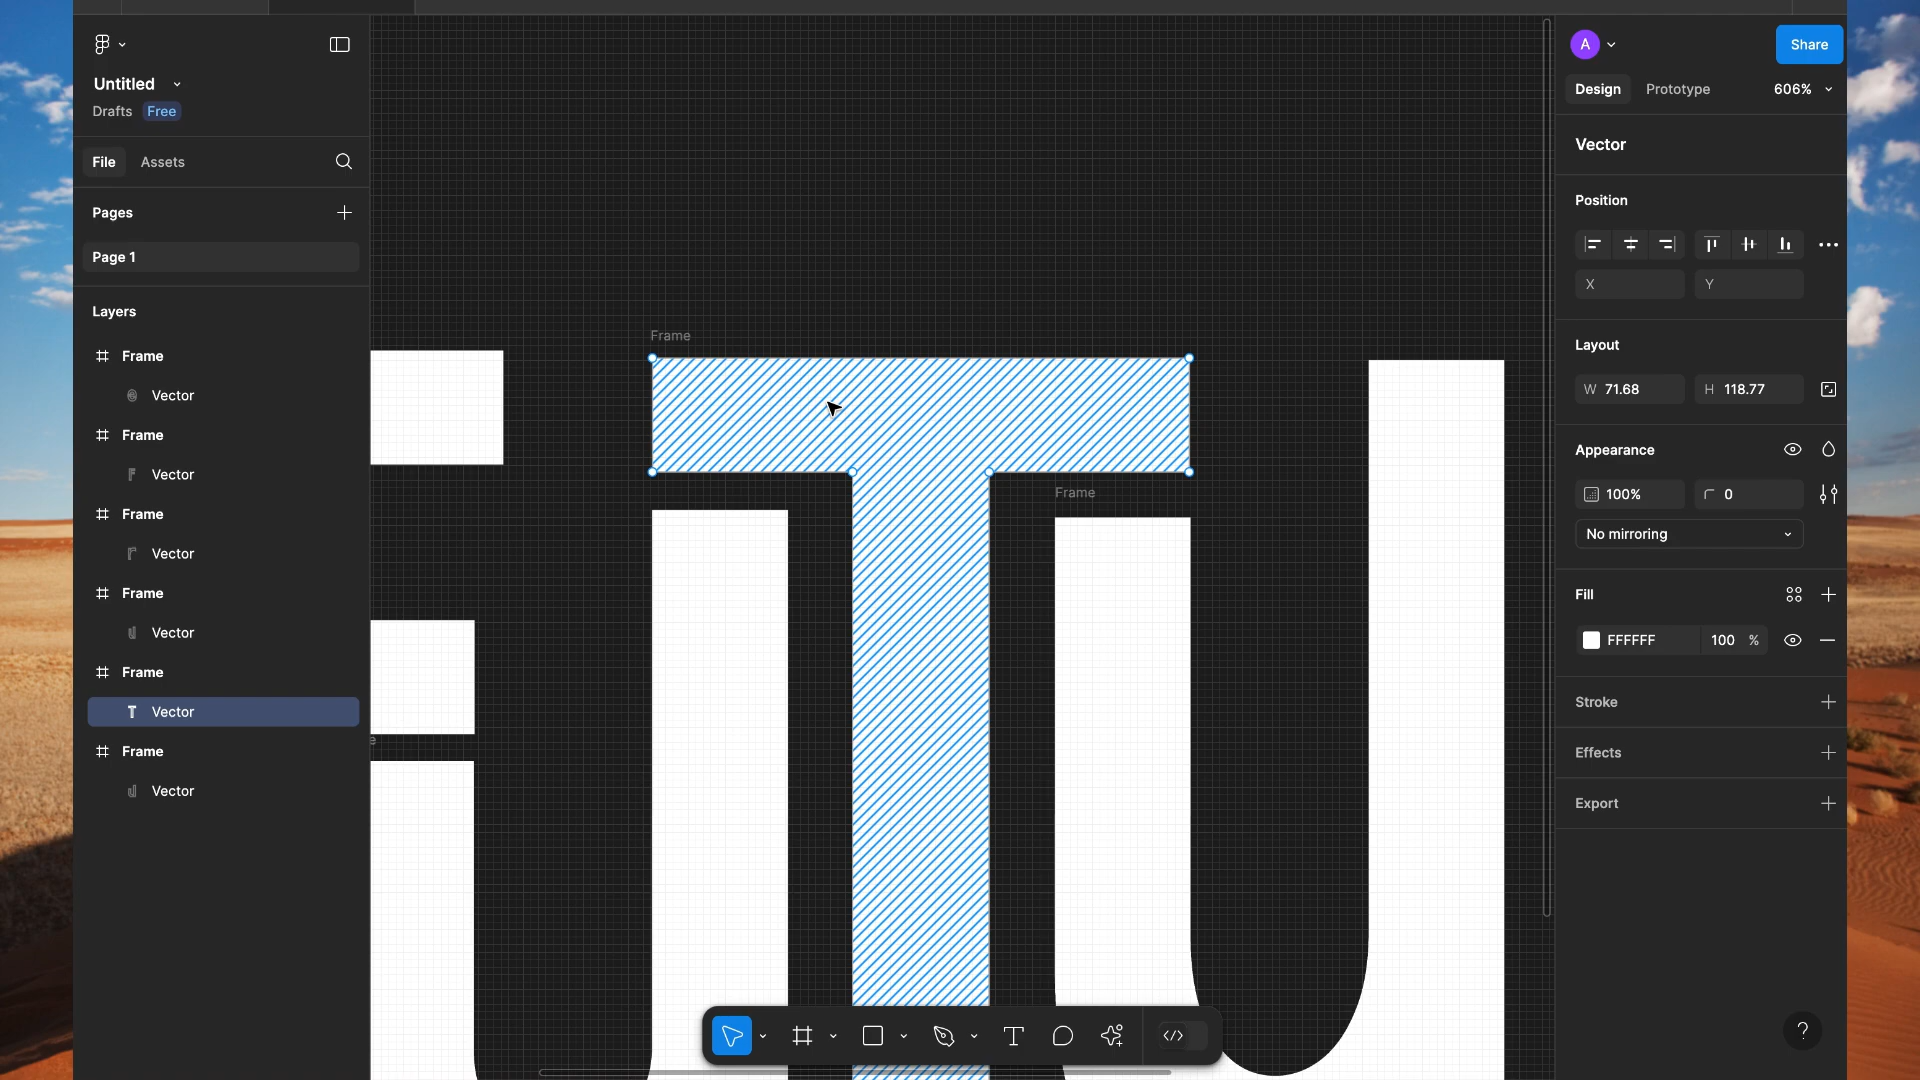 Untitled
Drafts Free
File Assets
Pages
Page 1
Layers
Frame
Vector
Frame
Vector
Frame
Vector
Frame
Vector
Frame
Vector
Frame
Vector
Frame
Frame
e
A
Share
Design Prototype 606%
Vector
Position
X Y
Layout
W 71.68 H 118.77
Appearance
100% 0
No mirroring
Fill
FFFFFF 100 %
Stroke
Effects
Export
?